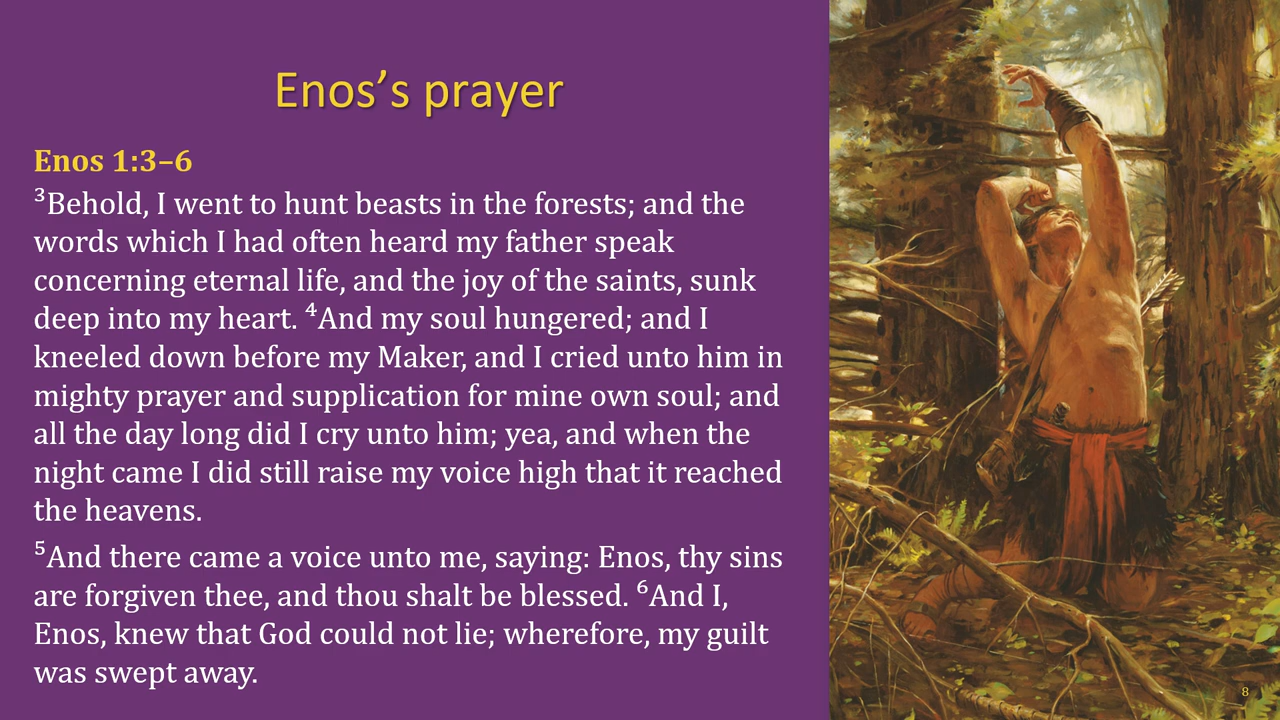 Enos’s prayer
Enos 1:3–6
³Behold, I went to hunt beasts in the forests; and the
words which I had often heard my father speak
concerning eternal life, and the joy of the saints, sunk
deep into my heart. ⁴And my soul hungered; and I
kneeled down before my Maker, and I cried unto him in
mighty prayer and supplication for mine own soul; and
all the day long did I cry unto him; yea, and when the
night came I did still raise my voice high that it reached
the heavens.
⁵And there came a voice unto me, saying: Enos, thy sins
are forgiven thee, and thou shalt be blessed. ⁶And I,
Enos, knew that God could not lie; wherefore, my guilt
was swept away.
8